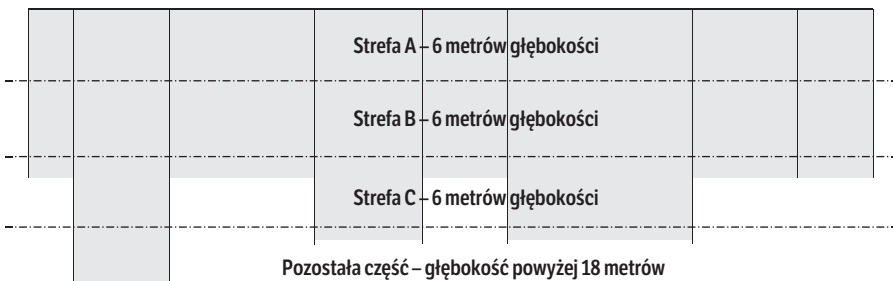 Strefa A – 6 metrów głębokości
Strefa B – 6 metrów głębokości
Strefa C – 6 metrów głębokości
Pozostała część – głębokość powyżej 18 metrów